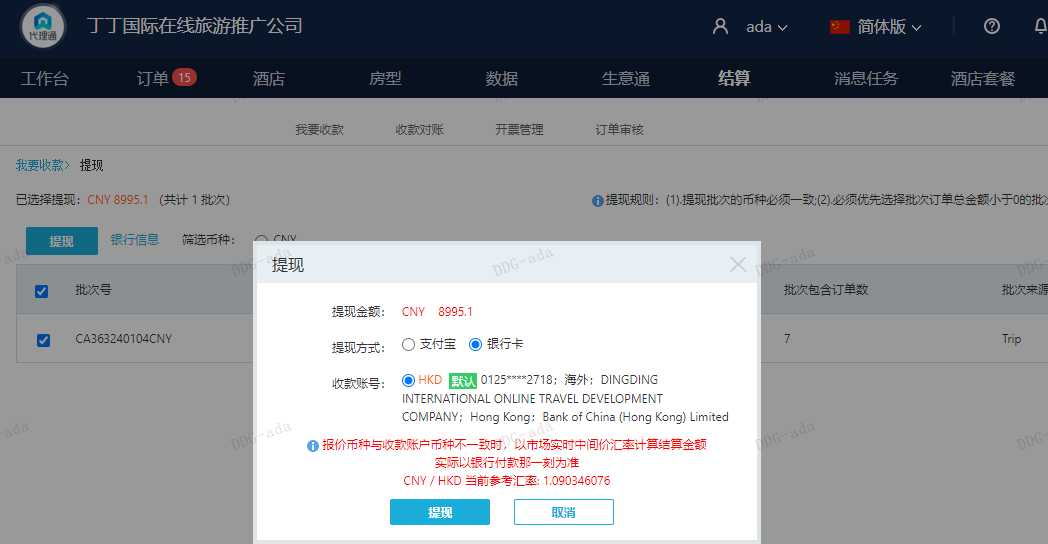 代理通
丁丁国际在线旅游推广公司
ada
简体版
工作台 订单 15 酒店 房型 数据 生意通 结算 消息任务 酒店套餐
我要收款 收款对账 开票管理 订单审核
我要收款> 提现
已选择提现: CNY 8995.1 (共计 1 批次)
提现规则: (1).提现批次的币种必须一致;(2).必须优先选择批次订单总金额小于0的批
提现 银行信息 筛选币种: CNY
批次号 批次包含订单数 批次来源
CA363240104CNY 7 Trip
提现
提现金额: CNY 8995.1
提现方式: 支付宝 银行卡
收款账号: HKD 默认 0125****2718; 海外; DINGDING
INTERNATIONAL ONLINE TRAVEL DEVELOPMENT
COMPANY; Hong Kong; Bank of China (Hong Kong) Limited
报价币种与收款账户币种不一致时, 以市场实时中间价汇率计算结算金额
实际以银行付款那一刻为准
CNY / HKD 当前参考汇率: 1.090346076
提现 取消
DDG-ada